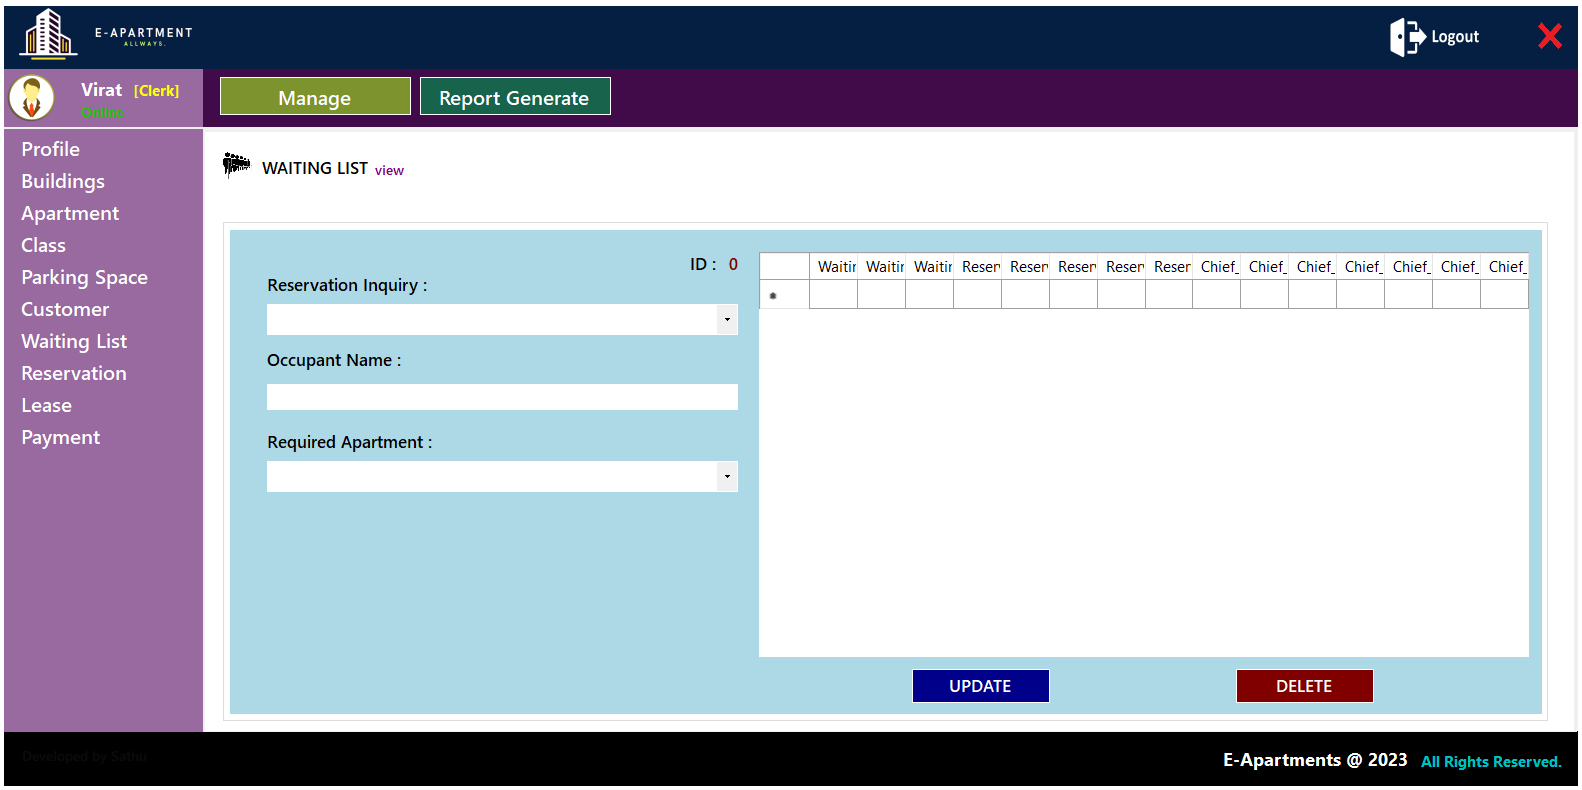 E-APARTMENT
ALLWAYS.
Logout
Virat [Clerk]
Online
Manage
Report Generate
Profile
Buildings
Apartment
Class
Parking Space
Customer
Waiting List
Reservation
Lease
Payment
WAITING LIST view
ID : 0
Reservation Inquiry :
Occupant Name :
Required Apartment :
Waitir Waitir Waitir Reser Reser Reser Reser Reser Chief_ Chief_ Chief_ Chief_ Chief_ Chief_ Chief_
UPDATE
DELETE
Developed by Sathu
E-Apartments @ 2023 All Rights Reserved.